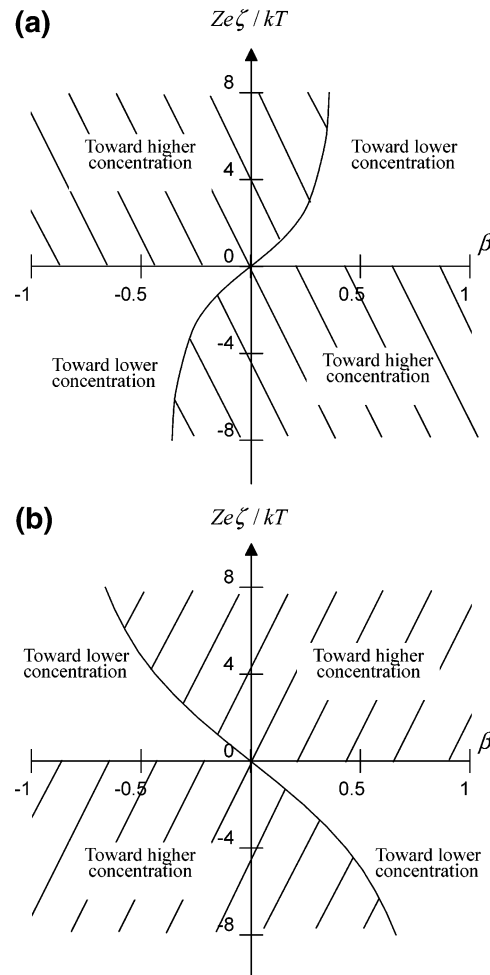 (a)
Zeζ / kT
8
Toward higher
concentration
Toward lower
concentration
4
0
β
-1
-0.5
0.5
1
-4
Toward lower
concentration
Toward higher
concentration
-8
(b)
Zeζ / kT
8
Toward lower
concentration
Toward higher
concentration
4
0
β
-1
-0.5
0.5
1
-4
Toward higher
concentration
Toward lower
concentration
-8